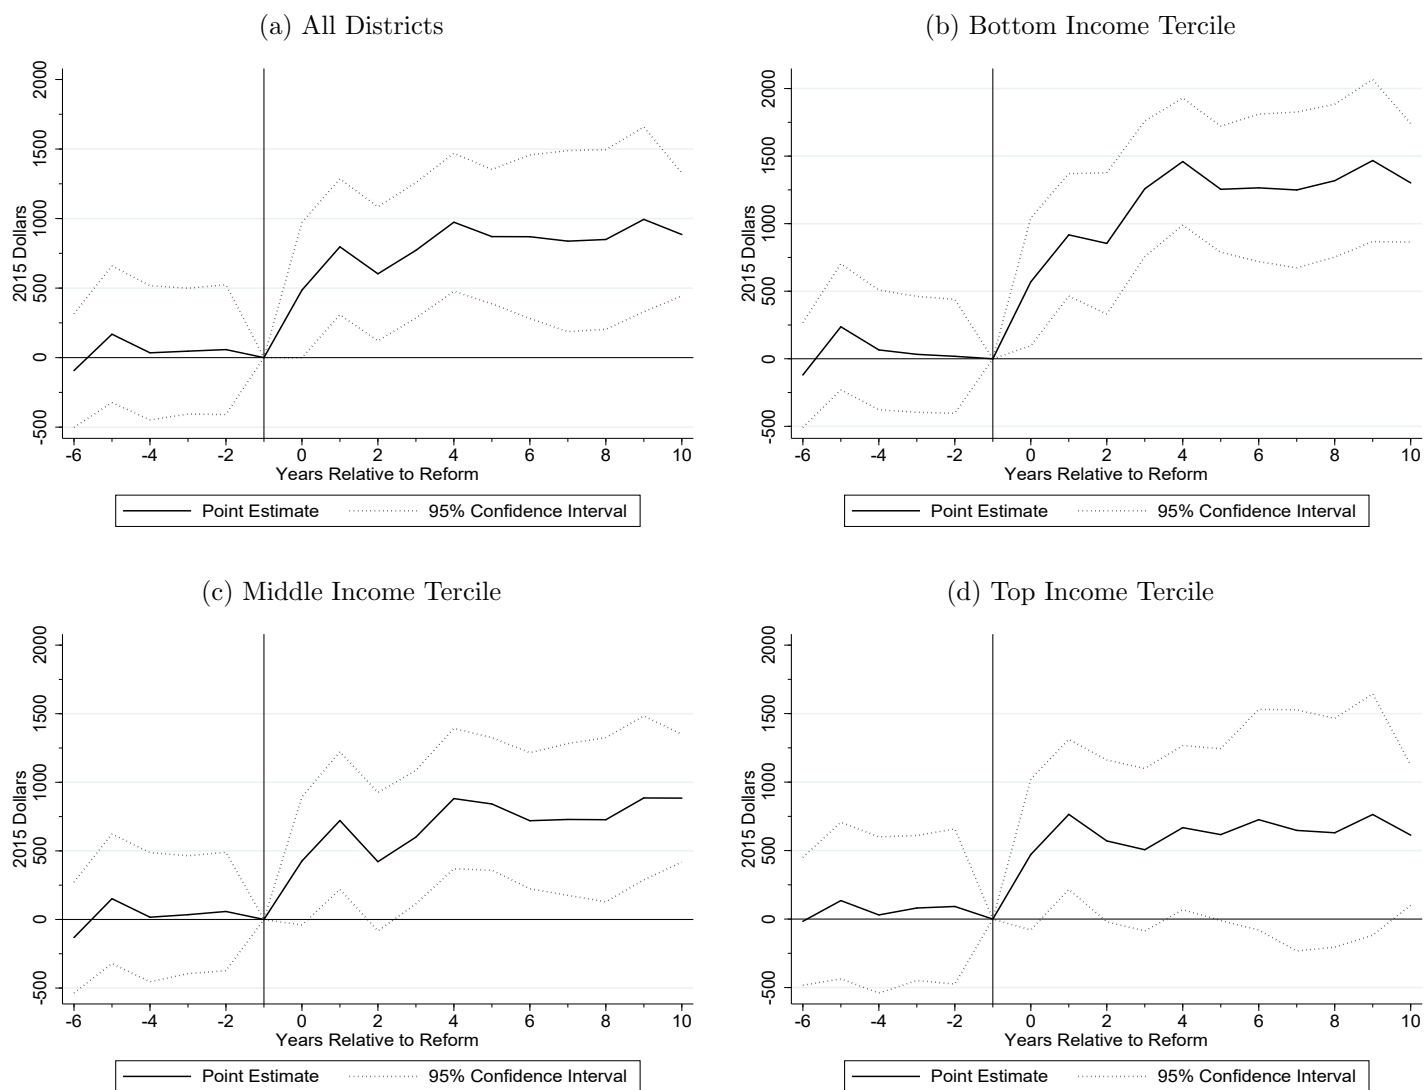 (a) All Districts
2015 Dollars
2000
1500
1000
500
0
-500
-6 -4 -2 0 2 4 6 8 10
Years Relative to Reform
Point Estimate 95% Confidence Interval
(b) Bottom Income Tercile
2015 Dollars
2000
1500
1000
500
0
-500
-6 -4 -2 0 2 4 6 8 10
Years Relative to Reform
Point Estimate 95% Confidence Interval
(c) Middle Income Tercile
2015 Dollars
2000
1500
1000
500
0
-500
-6 -4 -2 0 2 4 6 8 10
Years Relative to Reform
Point Estimate 95% Confidence Interval
(d) Top Income Tercile
2015 Dollars
2000
1500
1000
500
0
-500
-6 -4 -2 0 2 4 6 8 10
Years Relative to Reform
Point Estimate 95% Confidence Interval